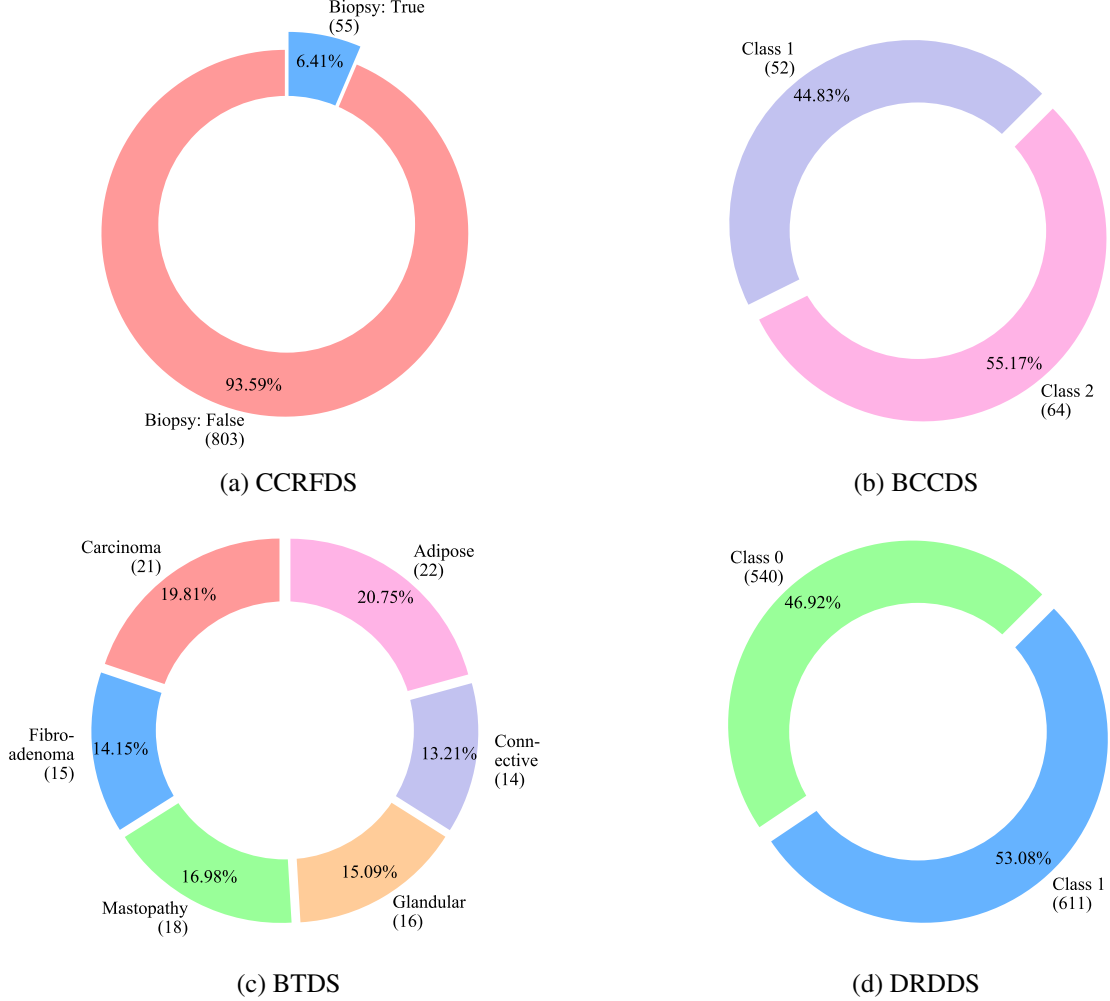 Biopsy: True
(55)
6.41%
93.59%
Biopsy: False
(803)
(a) CCRFDS
Class 1
(52)
44.83%
55.17%
Class 2
(64)
(b) BCCDS
Carcinoma
(21)
19.81%
Adipose
(22)
20.75%
Fibro-
adenoma
(15)
14.15%
13.21%
Conn-
ective
(14)
16.98%
Mastopathy
(18)
15.09%
Glandular
(16)
(c) BTDS
Class 0
(540)
46.92%
53.08%
Class 1
(611)
(d) DRDDS